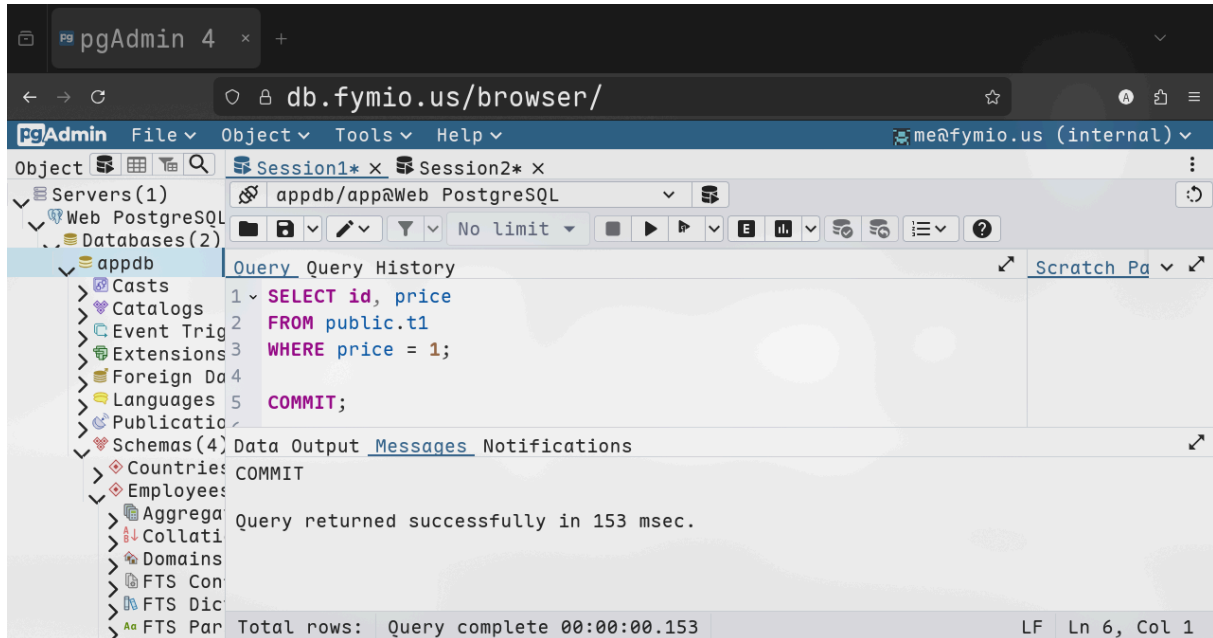 pgAdmin 4
db.fymio.us/browser/
pgAdmin File Object Tools Help me@fymio.us (internal)
Object Session1* Session2*
Servers(1)
appdb/app@Web PostgreSQL
Web PostgreSQL
No limit
Databases(2)
appdb
Query Query History
Scratch Pa
Casts
Catalogs
Event Trig
Extensions
Foreign Da
Languages
Publicatio
Schemas(4)
Countries
Employees
Aggrega
Collati
Domains
FTS Con
FTS Dic
FTS Par
1 SELECT id, price
2 FROM public.t1
3 WHERE price = 1;
4
5 COMMIT;
Data Output Messages Notifications
COMMIT
Query returned successfully in 153 msec.
Total rows: Query complete 00:00:00.153 LF Ln 6, Col 1